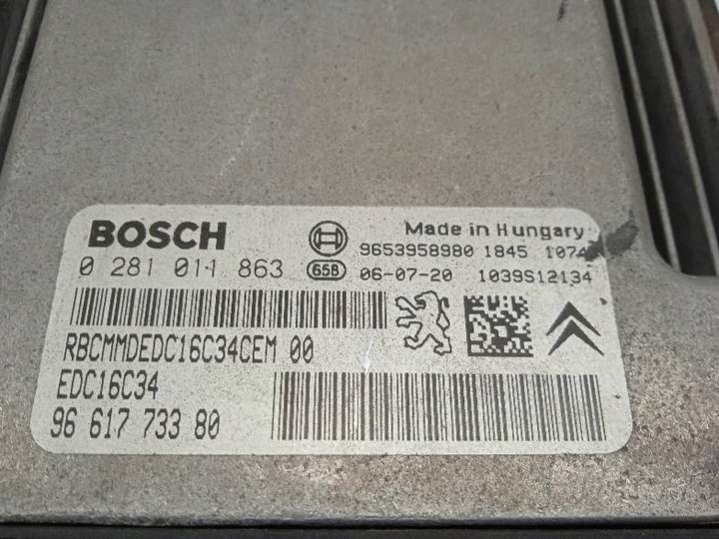 BOSCH
Made in Hungary
9653958980 1845 1074
0 281 011 863
65B
06-07-20 1039S12134
RBCMMDEDC16C34CEM 00
EDC16C34
96 617 733 80